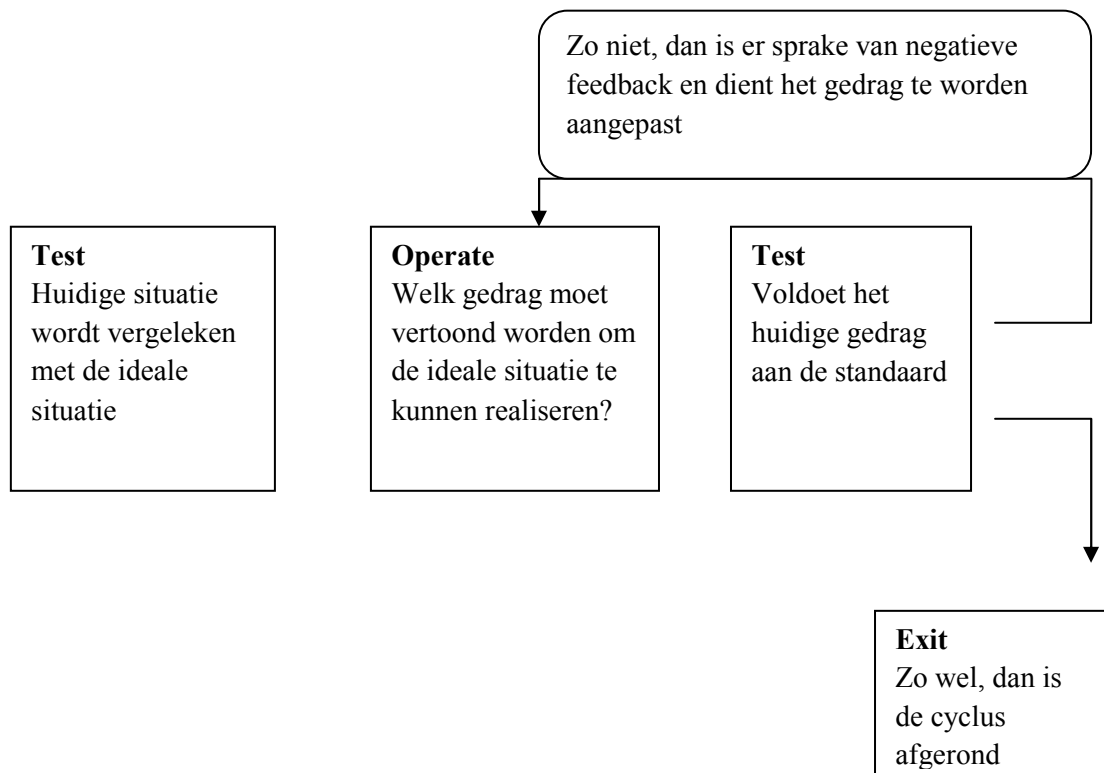 Zo niet, dan is er sprake van negatieve
feedback en dient het gedrag te worden
aangepast
Test
Huidige situatie
wordt vergeleken
met de ideale
situatie
Operate
Welk gedrag moet
vertoond worden om
de ideale situatie te
kunnen realiseren?
Test
Voldoet het
huidige gedrag
aan de standaard
Exit
Zo wel, dan is
de cyclus
afgerond